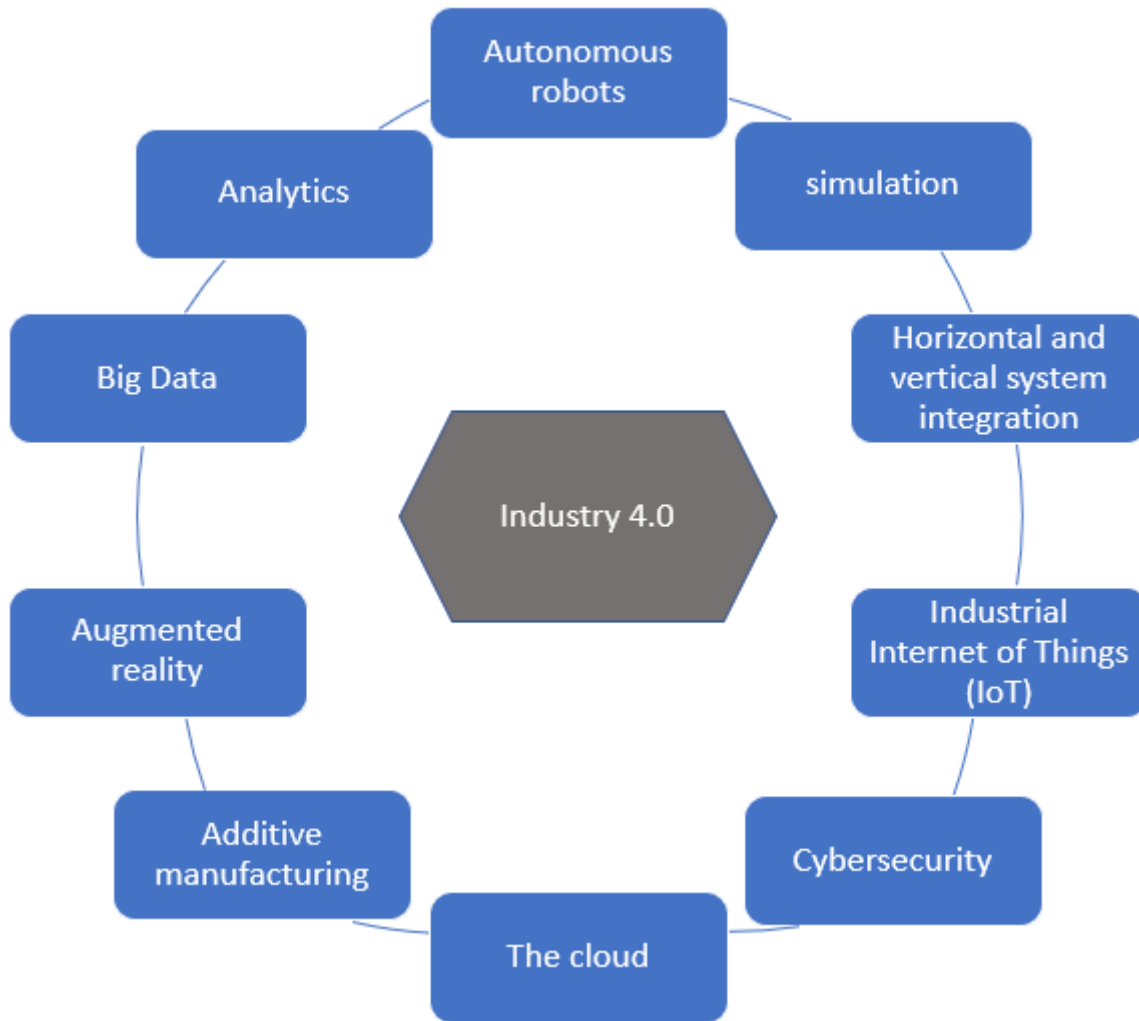 Autonomous
robots
simulation
Horizontal and
vertical system
integration
Industrial
Internet of Things
(IoT)
Cybersecurity
The cloud
Additive
manufacturing
Augmented
reality
Big Data
Analytics
Industry 4.0